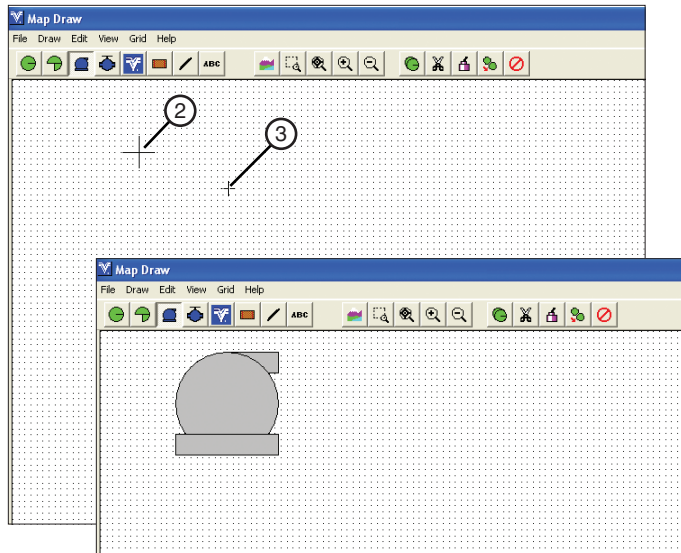 Map Draw
File Draw Edit View Grid Help
ABC
2
3
Map Draw
File Draw Edit View Grid Help
ABC